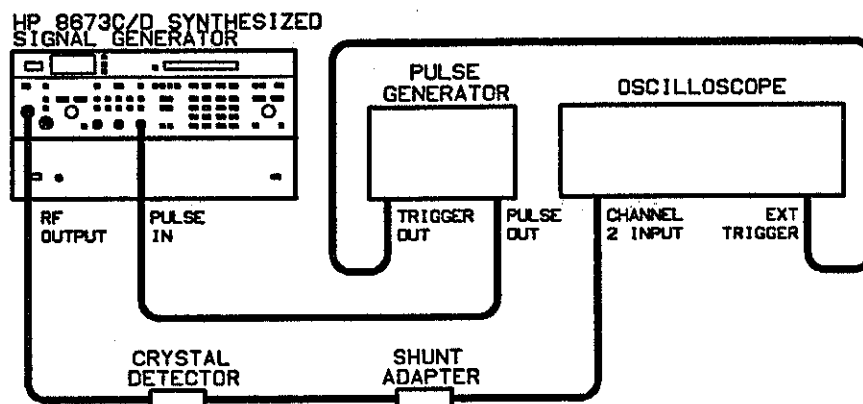 HP 8673C/D SYNTHESIZED
SIGNAL GENERATOR
PULSE
GENERATOR
OSCILLOSCOPE
RF
OUTPUT
PULSE
IN
TRIGGER
OUT
PULSE
OUT
CHANNEL
2 INPUT
EXT
TRIGGER
CRYSTAL
DETECTOR
SHUNT
ADAPTER